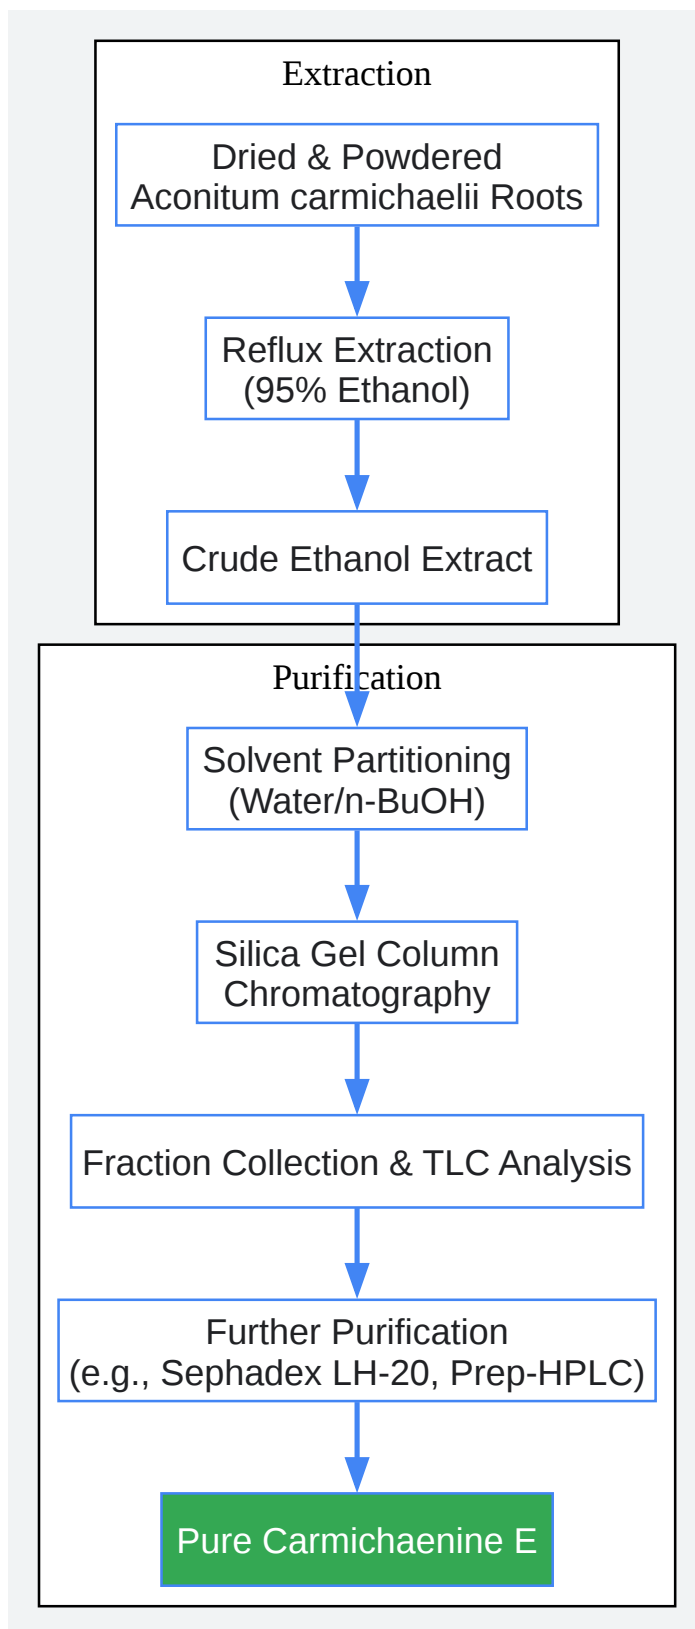 Extraction
Dried & Powdered
Aconitum carmichaelii Roots
Reflux Extraction
(95% Ethanol)
Crude Ethanol Extract
Purification
Solvent Partitioning
(Water/n-BuOH)
Silica Gel Column
Chromatography
Fraction Collection & TLC Analysis
Further Purification
(e.g., Sephadex LH-20, Prep-HPLC)
Pure Carmichaenine E